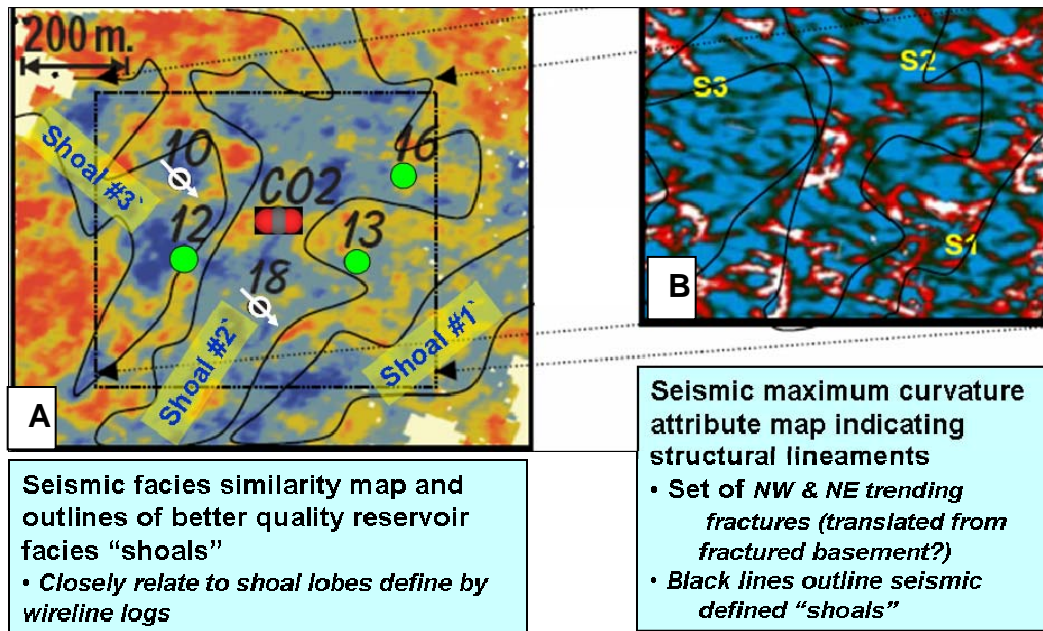 200 m.
10
16
Shoal #3`
CO2
12
13
18
Shoal #2`
Shoal #1`
A
S3
S2
S1
B
Seismic facies similarity map and
outlines of better quality reservoir
facies “shoals”
• Closely relate to shoal lobes define by
wireline logs
Seismic maximum curvature
attribute map indicating
structural lineaments
• Set of NW & NE trending
fractures (translated from
fractured basement?)
• Black lines outline seismic
defined “shoals”